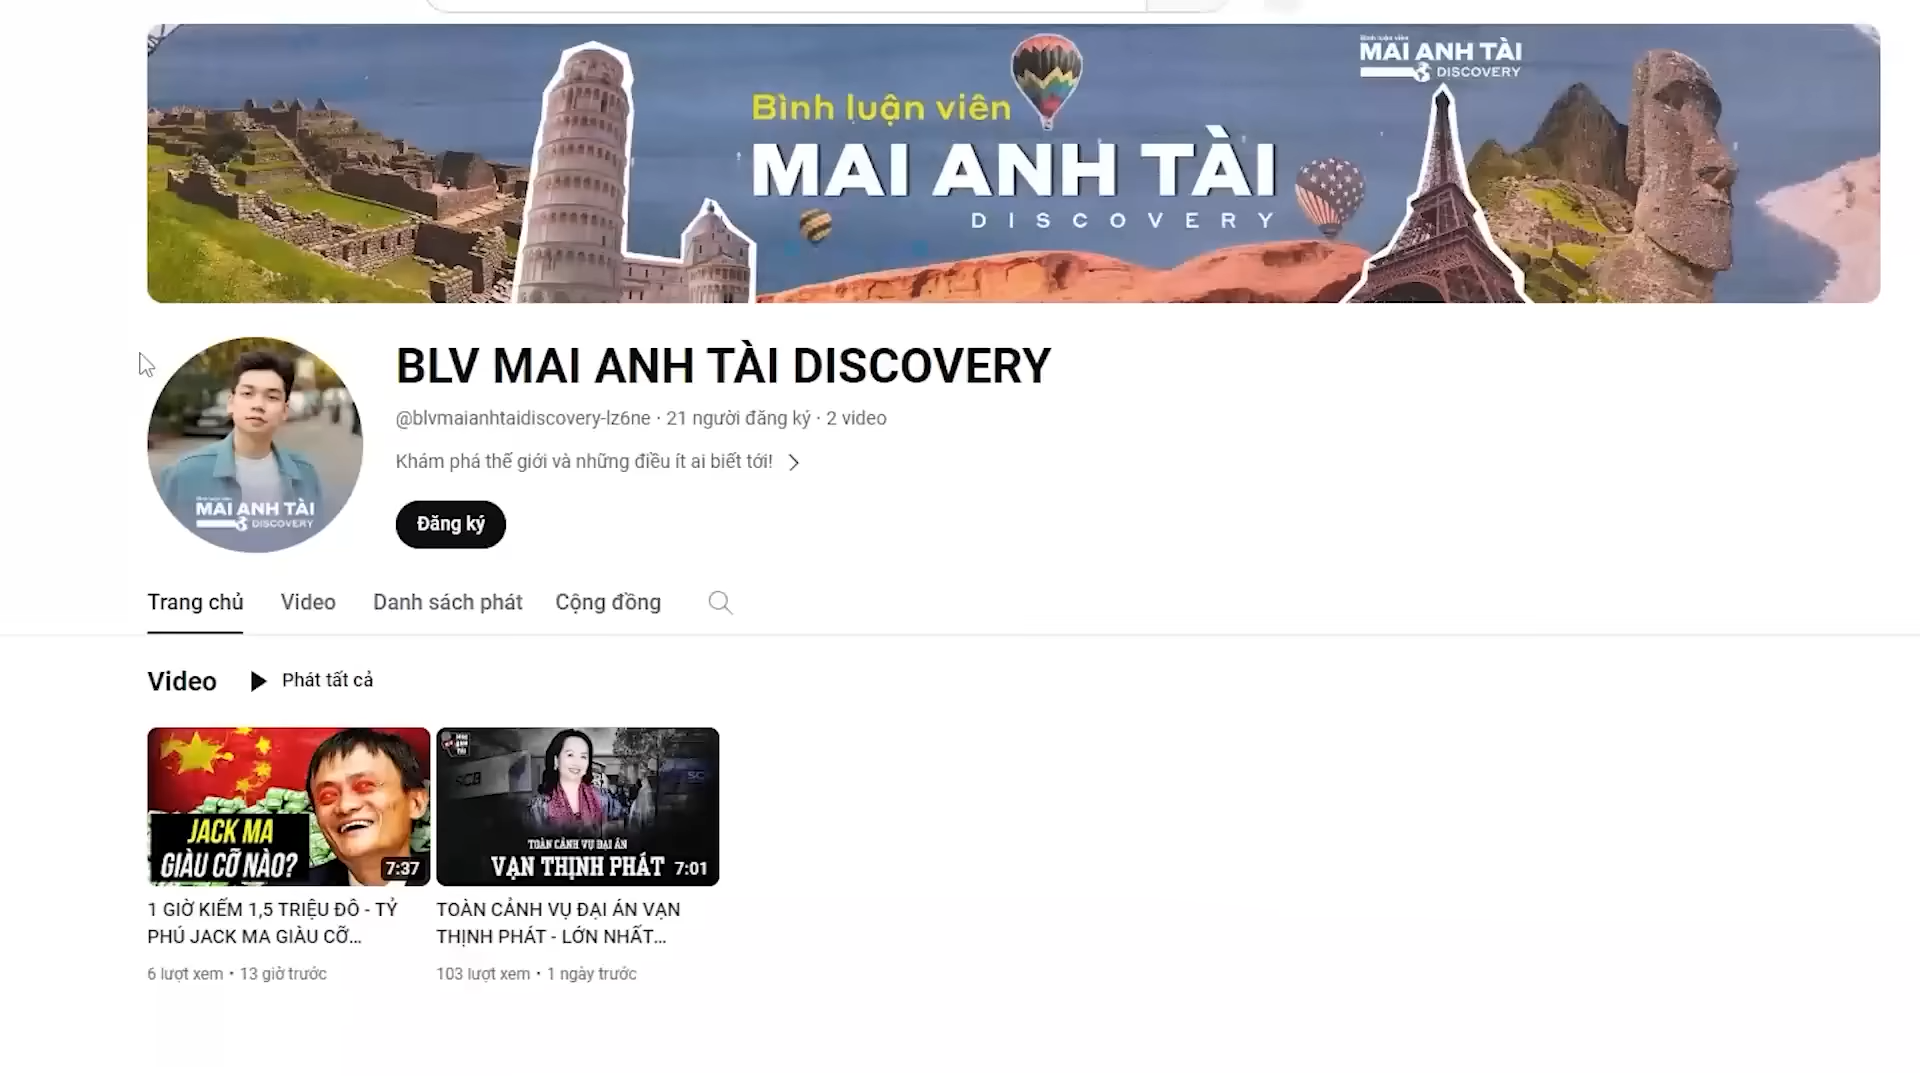 Bình luận viên
MAI ANH TÀI
DISCOVERY
Bình luận viên
MAI ANH TÀI
DISCOVERY
MAI ANH TÀI
DISCOVERY
BLV MAI ANH TÀI DISCOVERY
@blvmaianhtaidiscovery-lz6ne · 21 người đăng ký · 2 video
Khám phá thế giới và những điều ít ai biết tới!
Đăng ký
Trang chủ Video Danh sách phát Cộng đồng
Video Phát tất cả
JACK MA
GIÀU CỠ NÀO?
7:37
SCB
SC
TOÀN CẢNH VỤ ĐẠI ÁN
VẠN THỊNH PHÁT
7:01
1 GIỜ KIẾM 1,5 TRIỆU ĐÔ - TỶ
PHÚ JACK MA GIÀU CỠ...
6 lượt xem • 13 giờ trước
TOÀN CẢNH VỤ ĐẠI ÁN VẠN
THỊNH PHÁT - LỚN NHẤT...
103 lượt xem • 1 ngày trước